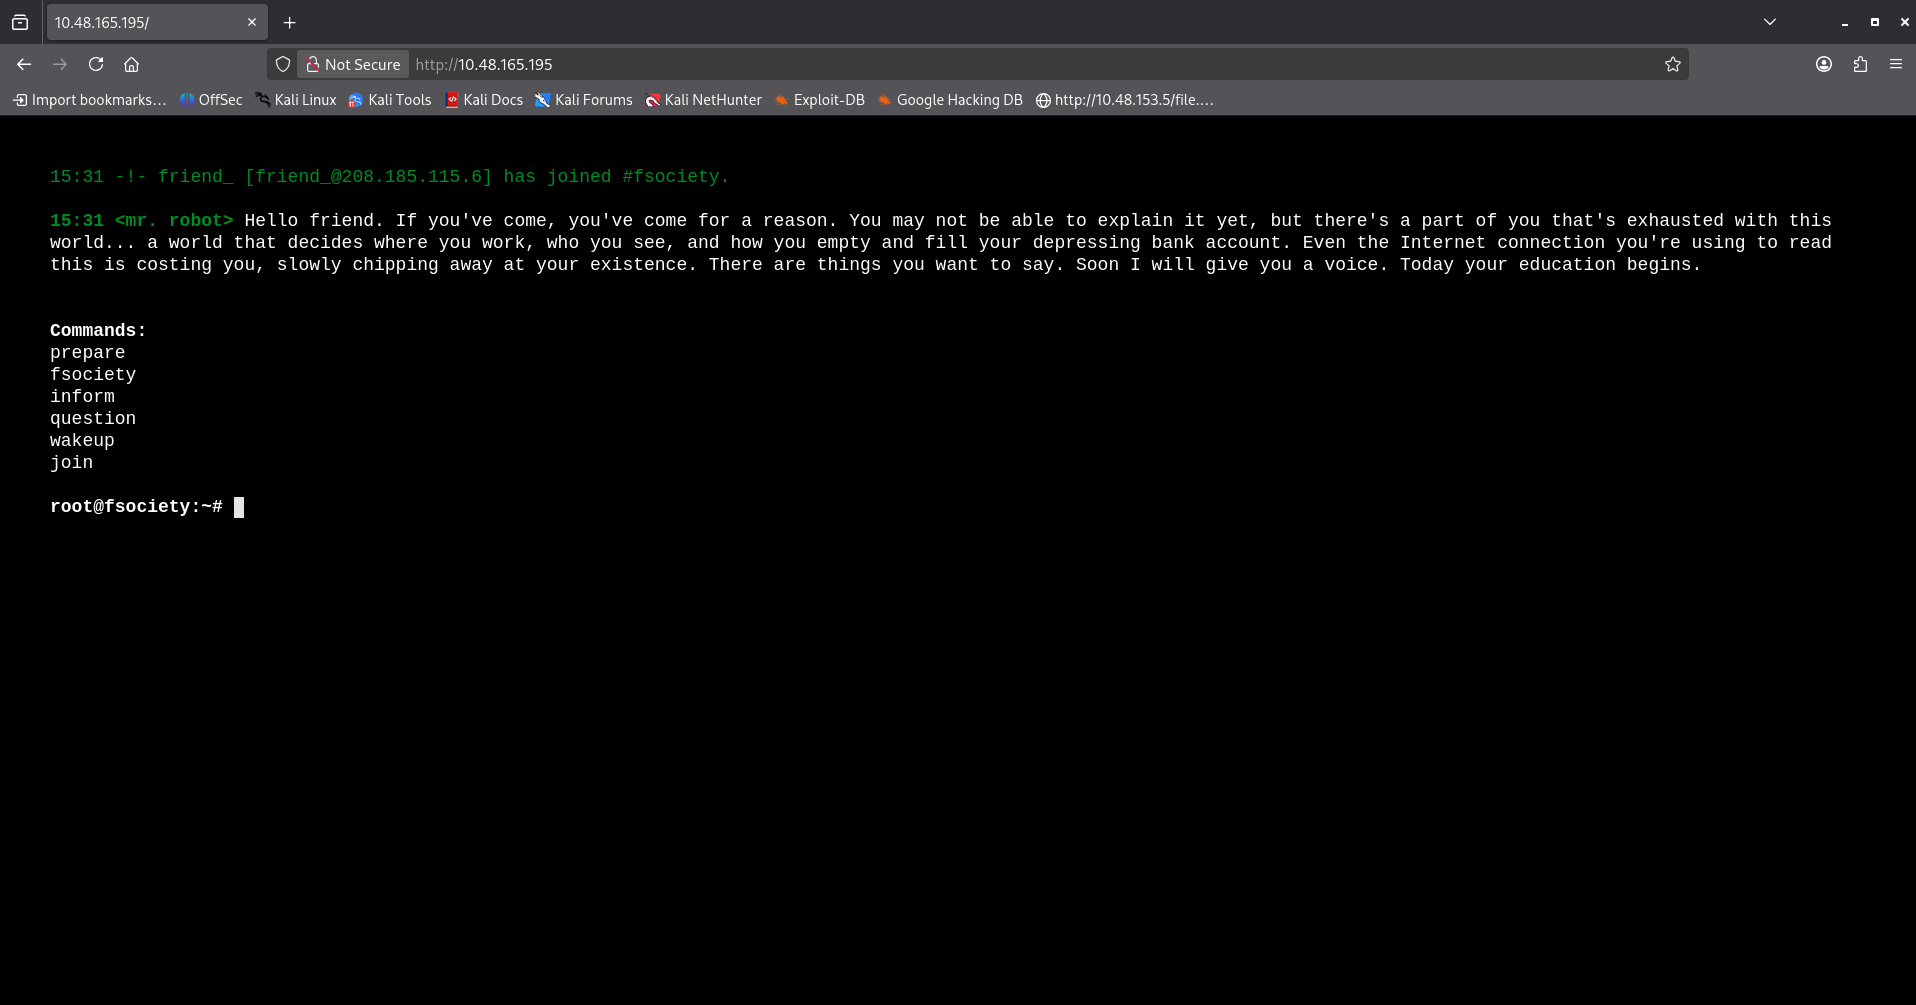 10.48.165.195/
Not Secure http://10.48.165.195
Import bookmarks... OffSec Kali Linux Kali Tools Kali Docs Kali Forums Kali NetHunter Exploit-DB Google Hacking DB http://10.48.153.5/file....
15:31 -!- friend_ [friend_@208.185.115.6] has joined #fsociety.
15:31 <mr. robot> Hello friend. If you've come, you've come for a reason. You may not be able to explain it yet, but there's a part of you that's exhausted with this
world... a world that decides where you work, who you see, and how you empty and fill your depressing bank account. Even the Internet connection you're using to read
this is costing you, slowly chipping away at your existence. There are things you want to say. Soon I will give you a voice. Today your education begins.
Commands:
prepare
fsociety
inform
question
wakeup
join
root@fsociety:~#